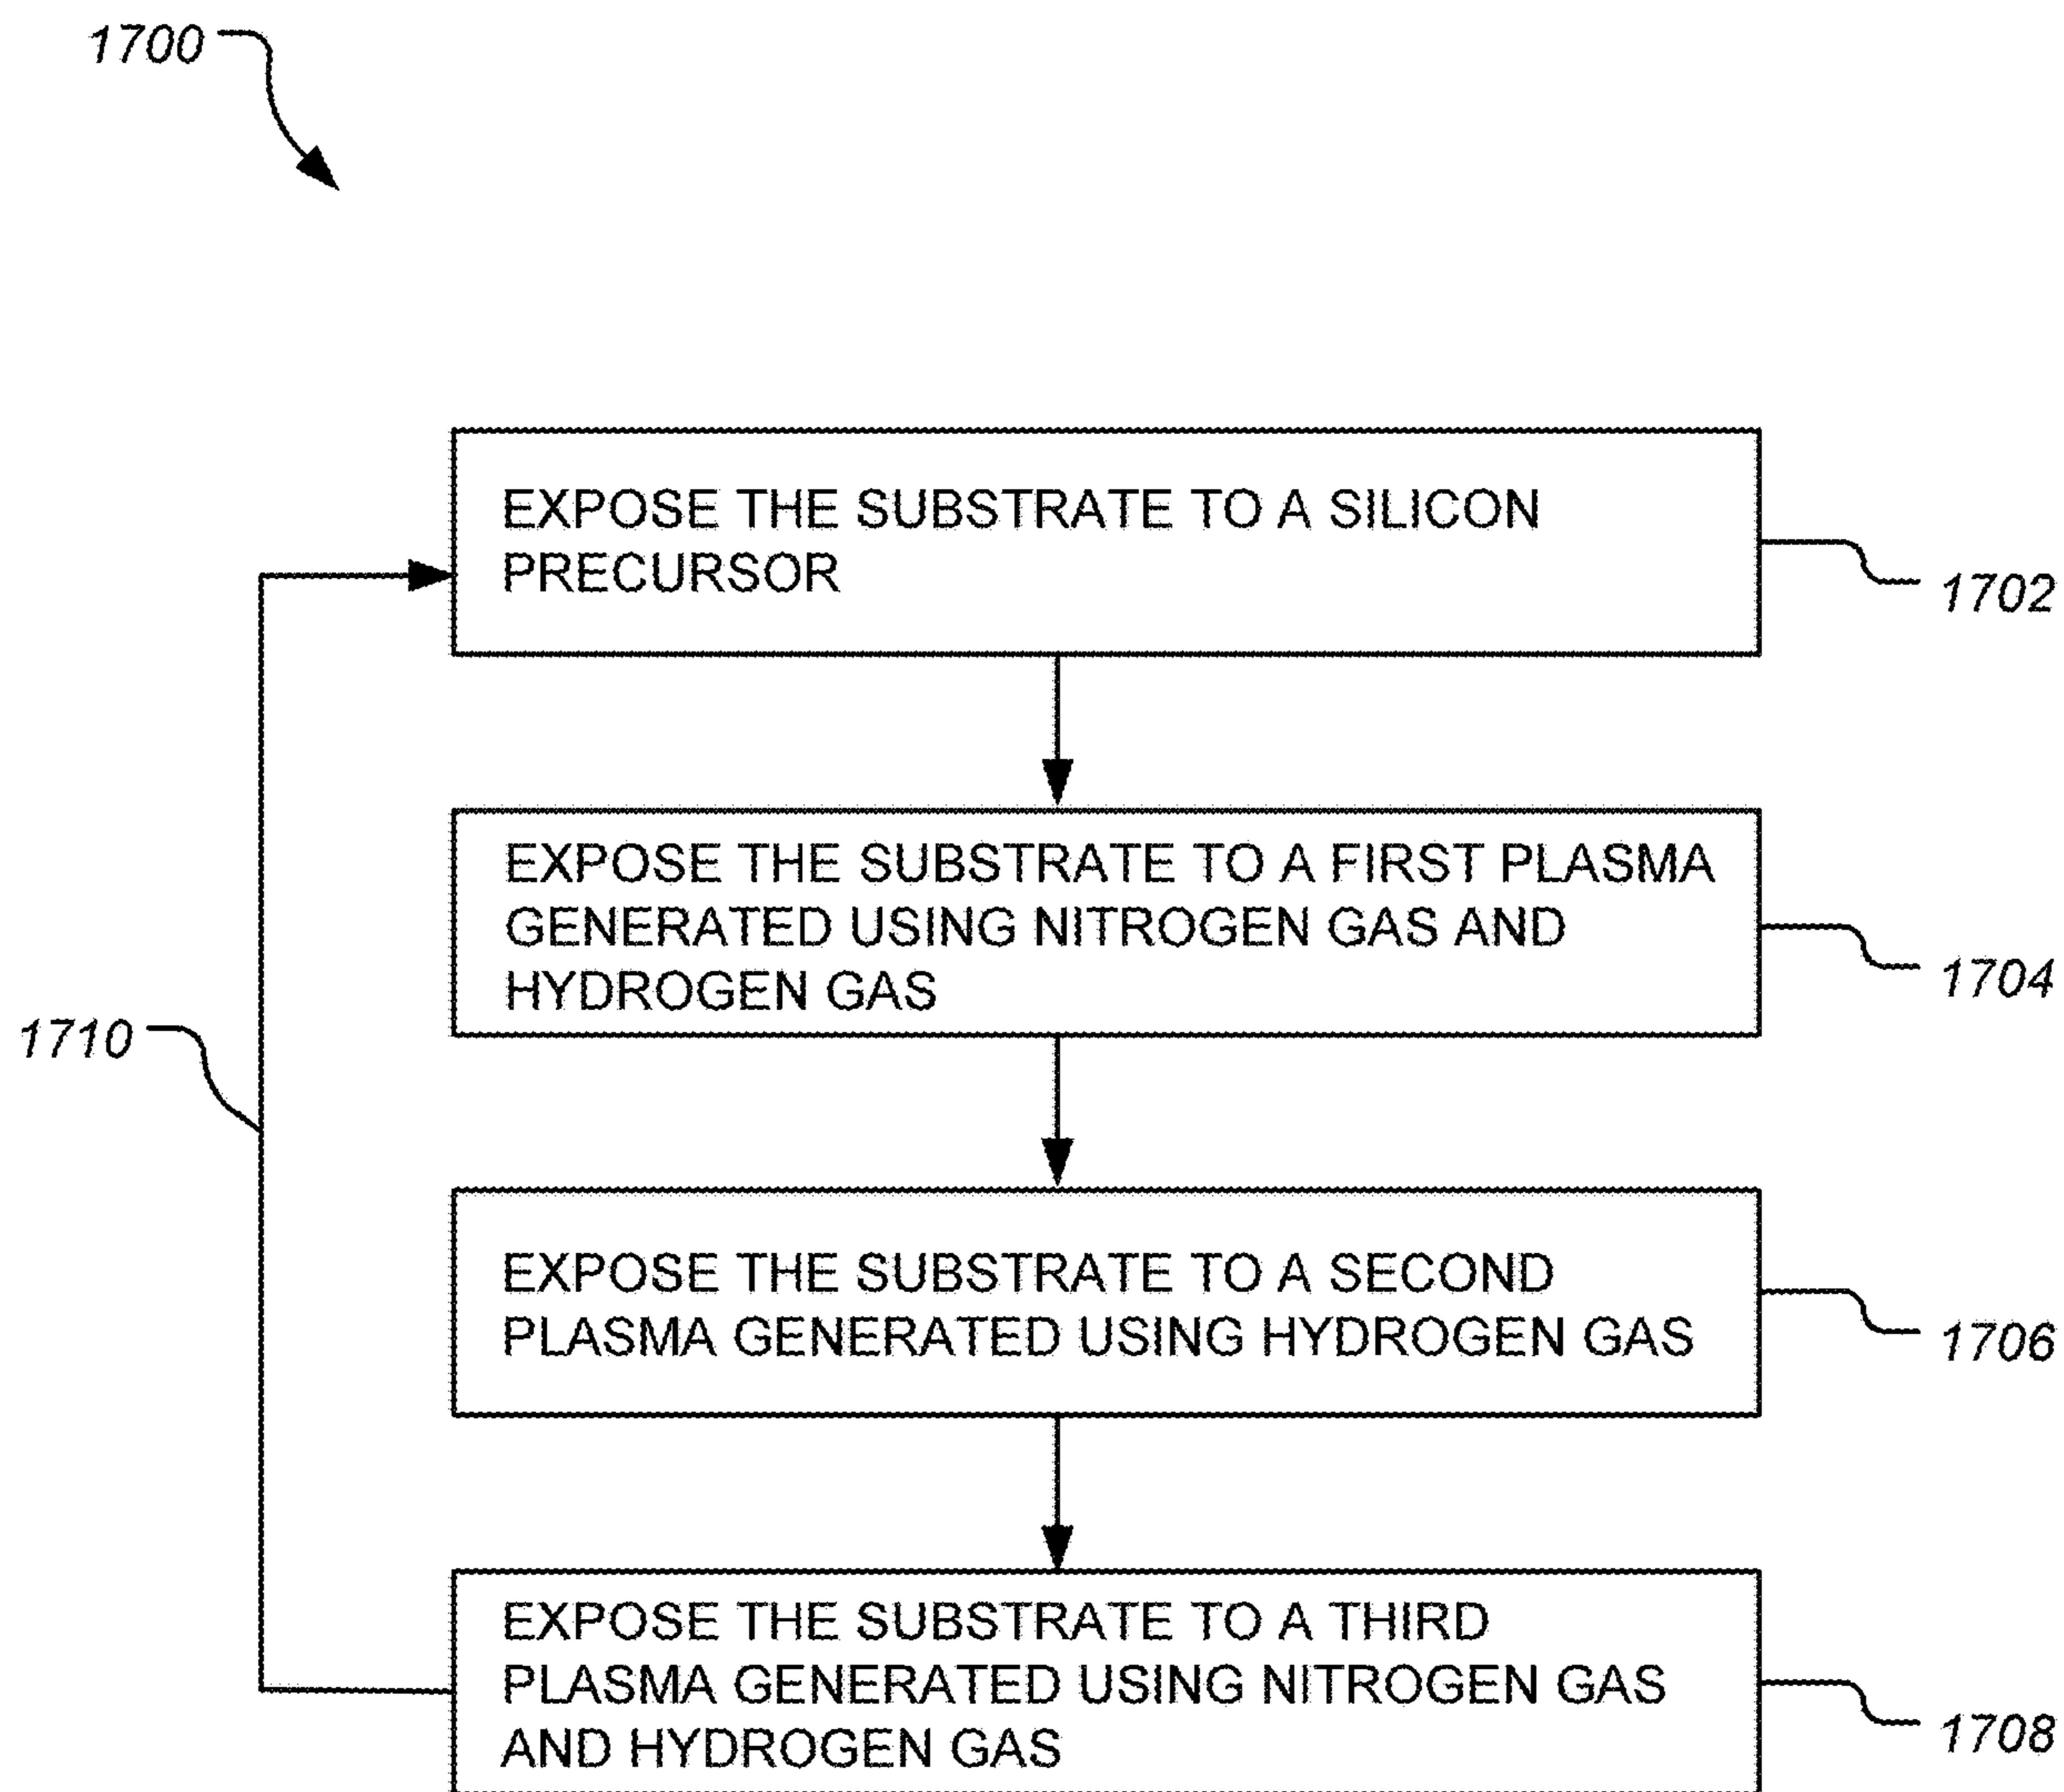 1700
EXPOSE THE SUBSTRATE TO A SILICON
PRECURSOR
1702
EXPOSE THE SUBSTRATE TO A FIRST PLASMA
GENERATED USING NITROGEN GAS AND
HYDROGEN GAS
1704
1710
EXPOSE THE SUBSTRATE TO A SECOND
PLASMA GENERATED USING HYDROGEN GAS
1706
EXPOSE THE SUBSTRATE TO A THIRD
PLASMA GENERATED USING NITROGEN GAS
AND HYDROGEN GAS
1708